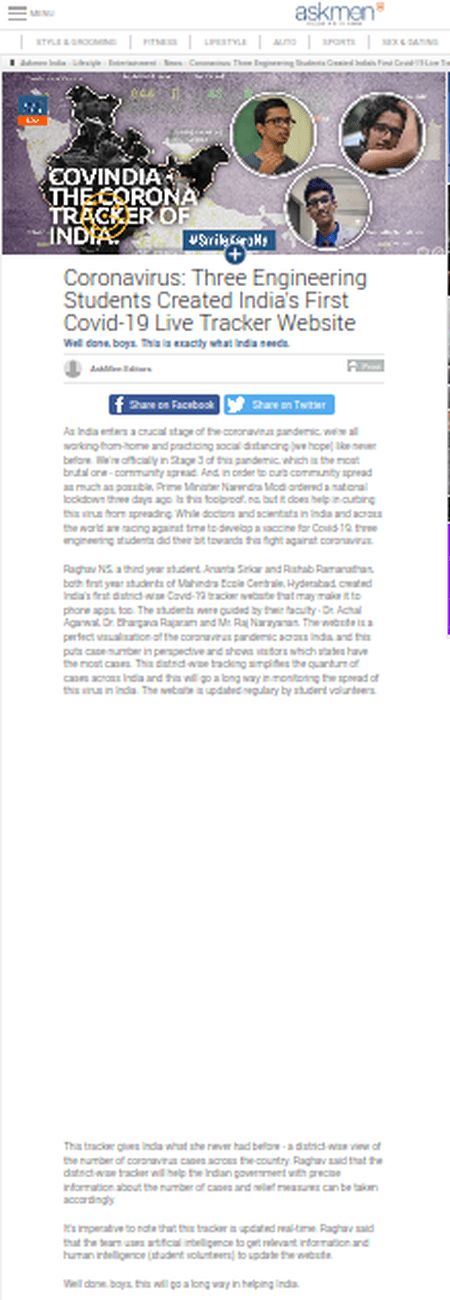 MENU
askmen
STYLE & GROOMING FITNESS LIFESTYLE AUTO SPORTS SEX & DATING
Askmen India - Lifestyle - Entertainment - News - Coronavirus: Three Engineering Students Created India's First Covid-19 Live
COVINDIA -
THE CORONA
TRACKER OF
INDIA.
#SmileKaroNa
Coronavirus: Three Engineering
Students Created India's First
Covid-19 Live Tracker Website
Well done, boys. This is exactly what India needs.
AskMen Editors
Share on Facebook Share on Twitter
As India enters a crucial stage of the coronavirus pandemic, we're all
working-from-home and practicing social distancing (we hope) like never
before. We're officially in Stage 3 of this pandemic, which is the most
brutal one - community spread. And, in order to curb community spread
as much as possible, Prime Minister Narendra Modi ordered a national
lockdown three days ago. Is this foolproof, no, but it does help in curbing
this virus from spreading. While doctors and scientists in India and across
the world are racing against time to develop a vaccine for Covid-19, three
engineering students did their bit towards this fight against coronavirus.
Raghav NS, a third year student, Ananta Sirkar and Rishab Ramanathan,
both first year students of Mahindra Ecole Centrale, Hyderabad, created
India's first district-wise Covid-19 tracker website that may make it to
phone apps, too. The students were guided by their faculty - Dr. Achal
Agarwal, Dr. Bhargava Rajaram and Mr. Raj Narayanan. The website is a
perfect visualisation of the coronavirus pandemic across India, and this
puts case number in perspective and shows visitors which states have
the most cases. This district-wise tracking simplifies the quantum of
cases across India and this will go a long way in monitoring the spread of
this virus in India. The website is updated regulary by student volunteers.
This tracker gives India what she never had before - a district-wise view of
the number of coronavirus cases across the country. Raghav said that the
district-wise tracker will help the Indian government with precise
information about the number of cases and relief measures can be taken
accordingly.
It's imperative to note that this tracker is updated real-time. Raghav said
that the team uses artificial intelligence to get relevant information and
human intelligence (student volunteers) to update the website.
Well done, boys, this will go a long way in helping India.